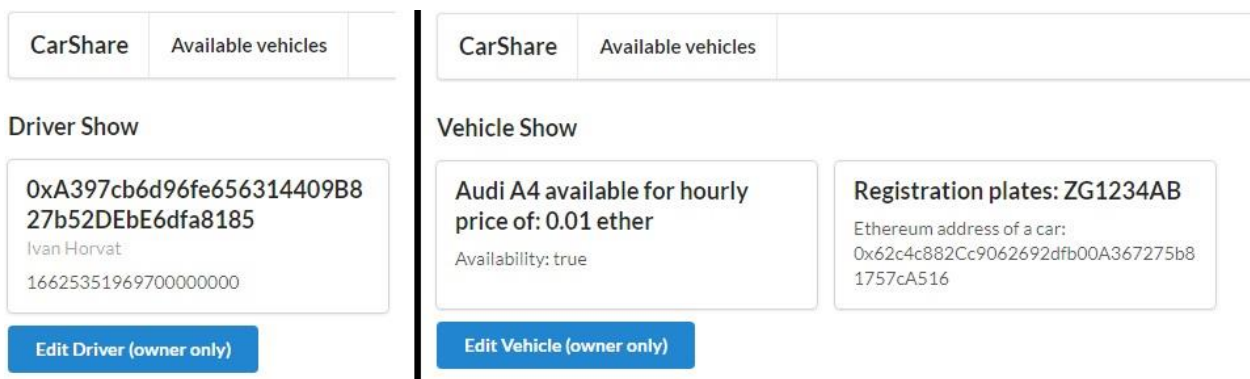 CarShare Available vehicles
Driver Show
0xA397cb6d96fe656314409B8
27b52DEbE6dfa8185
Ivan Horvat
16625351969700000000
Edit Driver (owner only)
CarShare Available vehicles
Vehicle Show
Audi A4 available for hourly
price of: 0.01 ether
Availability: true
Registration plates: ZG1234AB
Ethereum address of a car:
0x62c4c882Cc9062692dfb00A367275b8
1757cA516
Edit Vehicle (owner only)